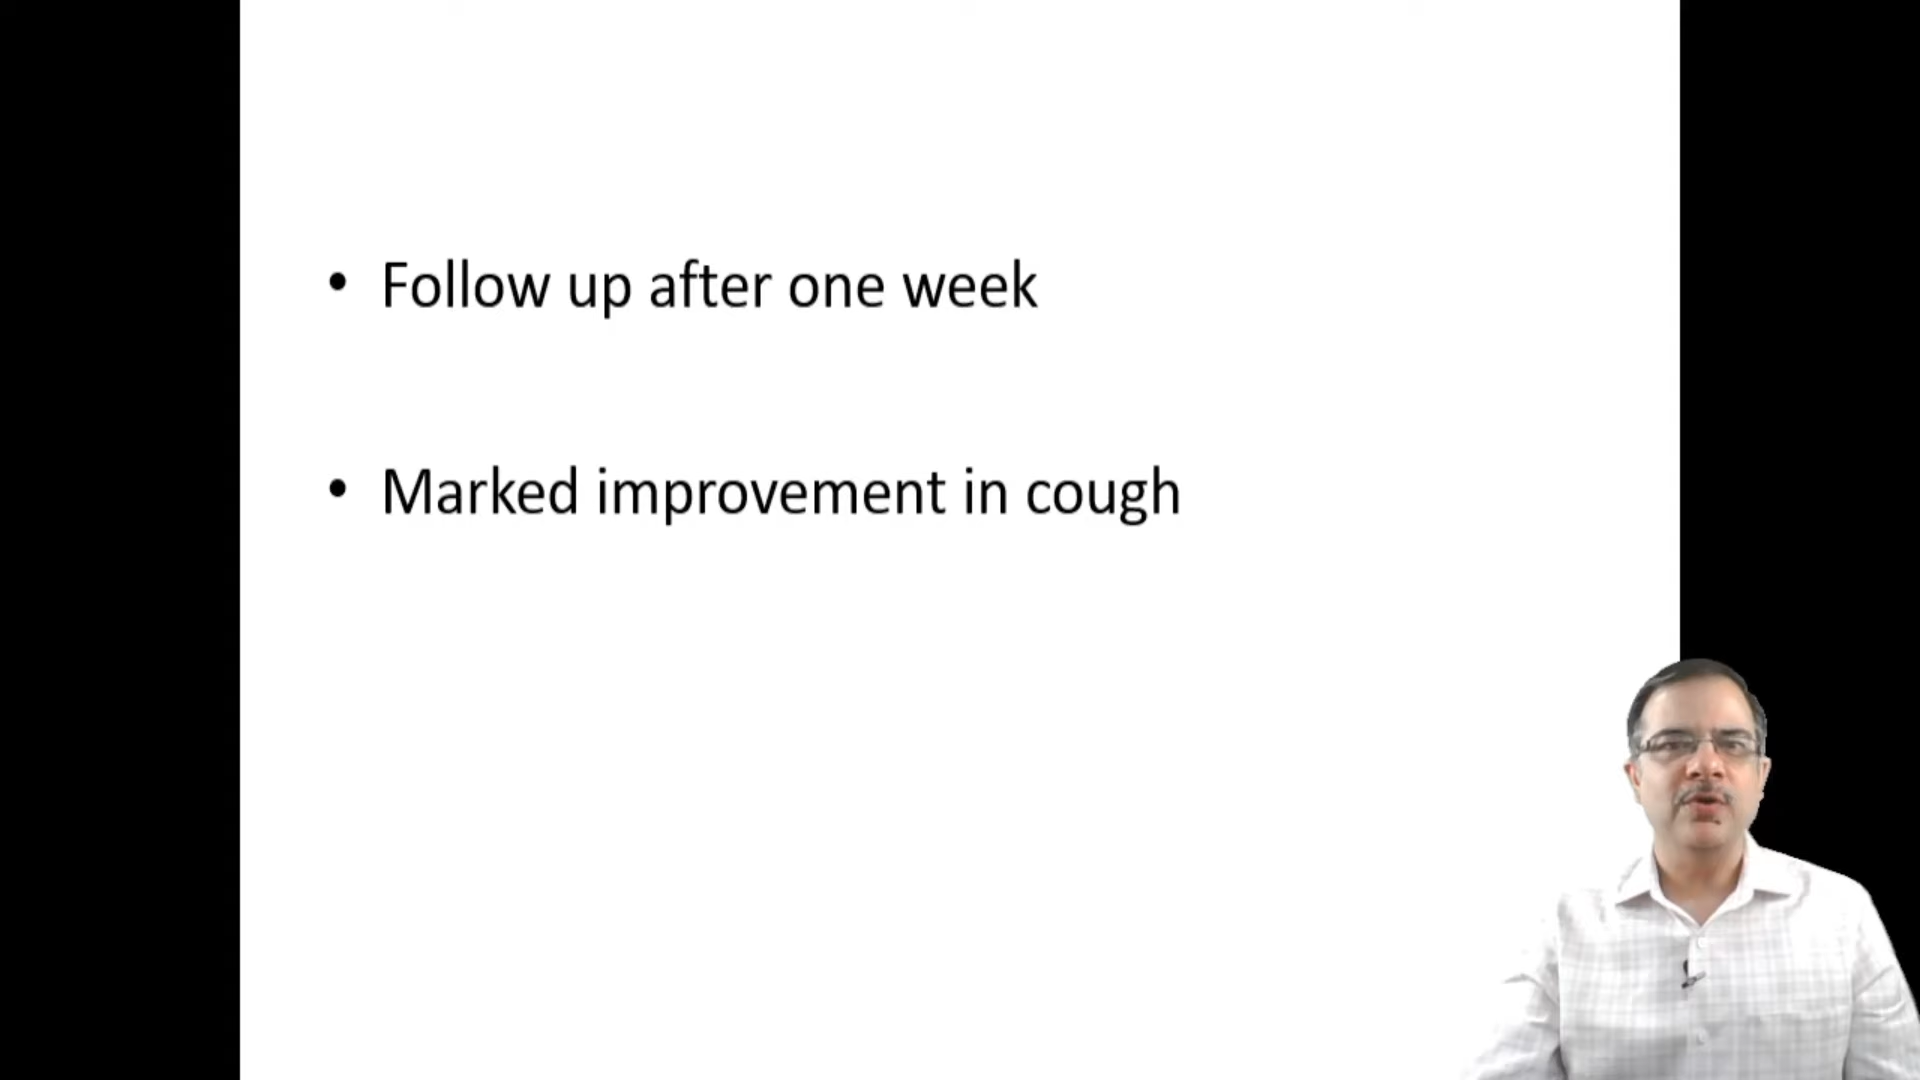 • Follow up after one week
• Marked improvement in cough